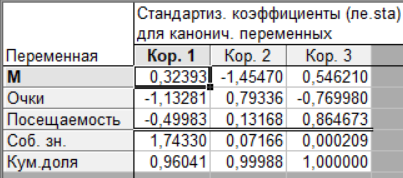 Стандартиз. коэффициенты (ne.sta)
для канонич. переменных
Переменная Кор. 1 Кор. 2 Кор. 3
М 0,32393 -1,45470 0,546210
Очки -1,13281 0,79336 -0,769980
Посещаемость -0,49983 0,13168 0,864673
Соб. зн. 1,74330 0,07166 0,000209
Кум.доля 0,96041 0,99988 1,000000